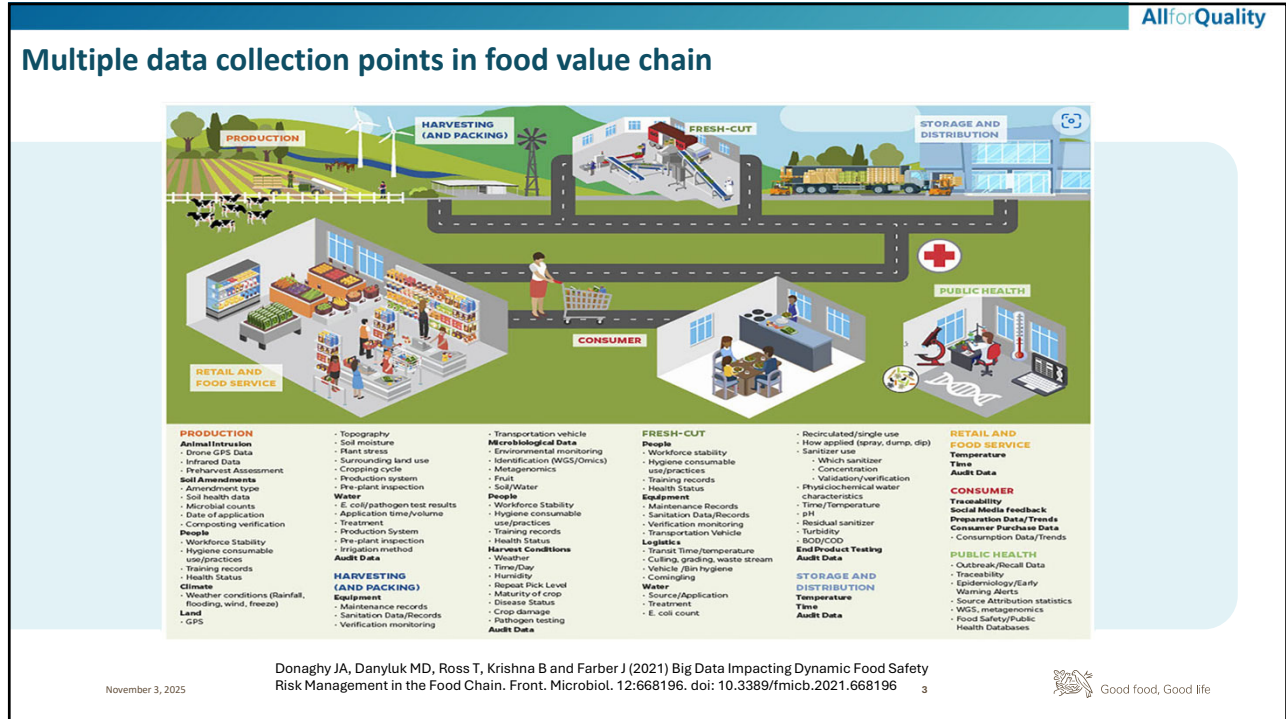 AllforQuality
Multiple data collection points in food value chain
PRODUCTION
HARVESTING
(AND PACKING)
FRESH-CUT
STORAGE AND
DISTRIBUTION
PUBLIC HEALTH
CONSUMER
RETAIL AND
FOOD SERVICE
PRODUCTION
Animal Intrusion
- Drone GPS Data
- Infrared Data
- Preharvest Assessment
Soil Amendments
- Amendment type
- Soil health data
- Microbial counts
- Date of application
- Composting verification
People
- Workforce Stability
- Hygiene consumable
use/practices
- Training records
- Health Status
Climate
- Weather conditions (Rainfall,
flooding, wind, freeze)
Land
- GPS
- Topography
- Soil moisture
- Plant stress
- Surrounding land use
- Cropping cycle
- Production system
- Pre-plant inspection
Water
- E. coli/pathogen test results
- Application time/volume
- Treatment
- Production System
- Pre-plant inspection
- Irrigation method
Audit Data
HARVESTING
(AND PACKING)
Equipment
- Maintenance records
- Sanitation Data/Records
- Verification monitoring
- Transportation vehicle
Microbiological Data
- Environmental monitoring
- Identification (WGS/Omics)
- Metagenomics
- Fruit
- Soil/Water
People
- Workforce Stability
- Hygiene consumable
use/practices
- Training records
- Health Status
Harvest Conditions
- Weather
- Time/Day
- Humidity
- Repeat Pick Level
- Maturity of crop
- Disease Status
- Crop damage
- Pathogen testing
Audit Data
FRESH-CUT
People
- Workforce stability
- Hygiene consumable
use/practices
- Training records
- Health Status
Equipment
- Maintenance Records
- Sanitation Data/Records
- Verification monitoring
- Transportation Vehicle
Logistics
- Transit Time/temperature
- Culling, grading, waste stream
- Vehicle /Bin hygiene
- Comingling
Water
- Source/Application
- Treatment
- E. coli count
- Recirculated/single use
- How applied (spray, dump, dip)
- Sanitizer use
- Which sanitizer
- Concentration
- Validation/verification
- Physiochemical water
characteristics
- Time/Temperature
- pH
- Residual sanitizer
- Turbidity
- BOD/COD
End Product Testing
Audit Data
STORAGE AND
DISTRIBUTION
Temperature
Time
Audit Data
RETAIL AND
FOOD SERVICE
Temperature
Time
Audit Data
CONSUMER
Traceability
Social Media feedback
Preparation Data/Trends
Consumer Purchase Data
- Consumption Data/Trends
PUBLIC HEALTH
- Outbreak/Recall Data
- Traceability
- Epidemiology/Early
Warning Alerts
- Source Attribution statistics
- WGS, metagenomics
- Food Safety/Public
Health Databases
Donaghy JA, Danyluk MD, Ross T, Krishna B and Farber J (2021) Big Data Impacting Dynamic Food Safety
Risk Management in the Food Chain. Front. Microbiol. 12:668196. doi: 10.3389/fmicb.2021.668196
November 3, 2025
3
Good food, Good life